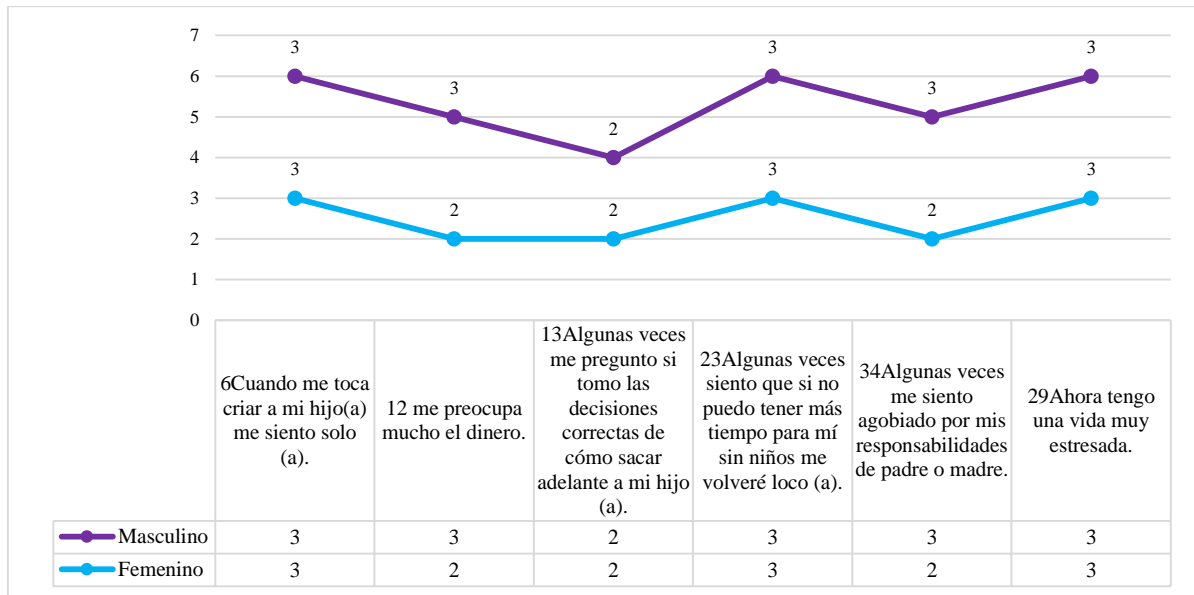 7
6
5
4
3
2
1
0
3
3
2
3
3
3
3
2
2
3
2
3
6Cuando me toca
criar a mi hijo(a)
me siento solo
(a).
12 me preocupa
mucho el dinero.
13Algunas veces
me pregunto si
tomo las
decisiones
correctas de
cómo sacar
adelante a mi hijo
(a).
23Algunas veces
siento que si no
puedo tener más
tiempo para mí
sin niños me
volveré loco (a).
34Algunas veces
me siento
agobiado por mis
responsabilidades
de padre o madre.
29Ahora tengo
una vida muy
estresada.
Masculino 3 3 2 3 3 3
Femenino 3 2 2 3 2 3